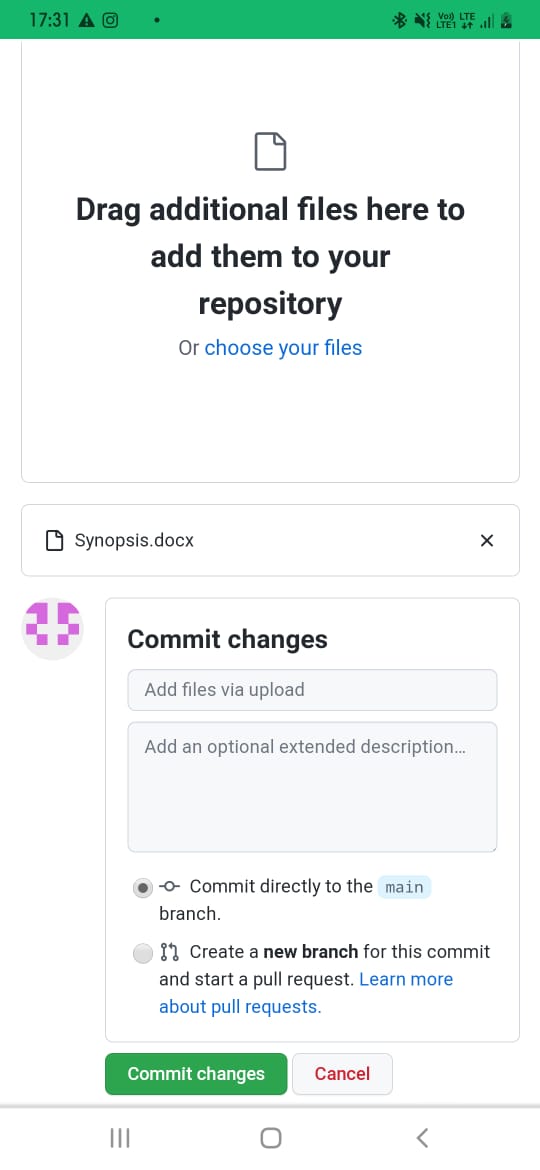 17:31
Vo)) LTE
LTE1
Drag additional files here to
add them to your
repository
Or choose your files
Synopsis.docx
Commit changes
Add files via upload
Add an optional extended description…
Commit directly to the main
branch.
Create a new branch for this commit
and start a pull request. Learn more
about pull requests.
Commit changes Cancel